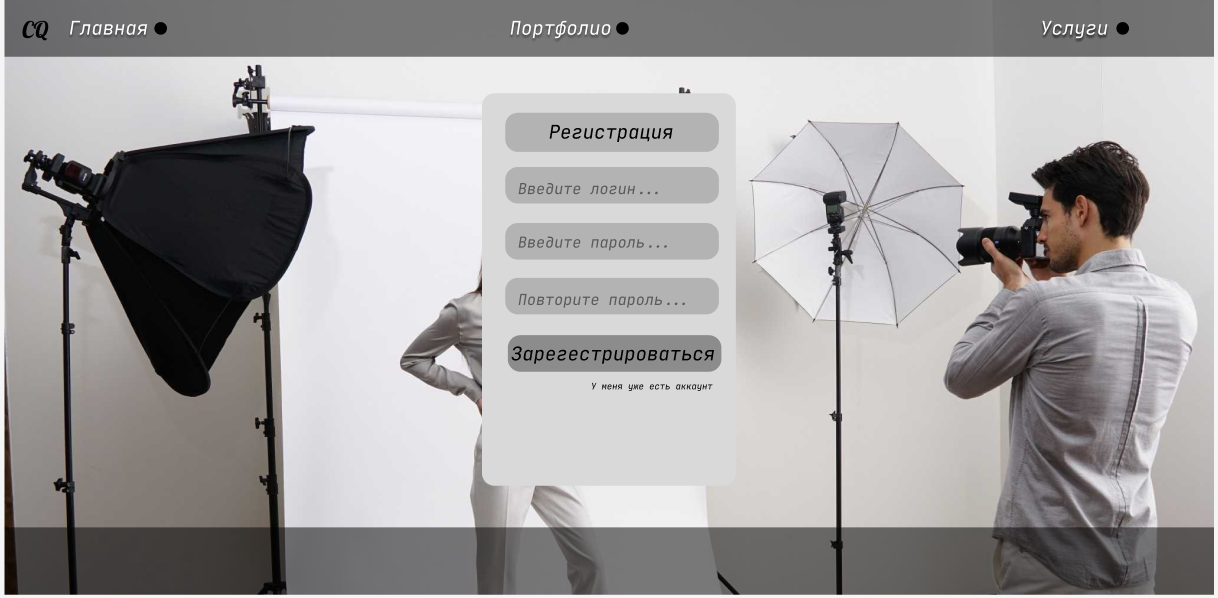 CQ
Главная
Портфолио
Услуги
Регистрация
Введите логин...
Введите пароль...
Повторите пароль...
Зарегестрироваться
У меня уже есть аккаунт